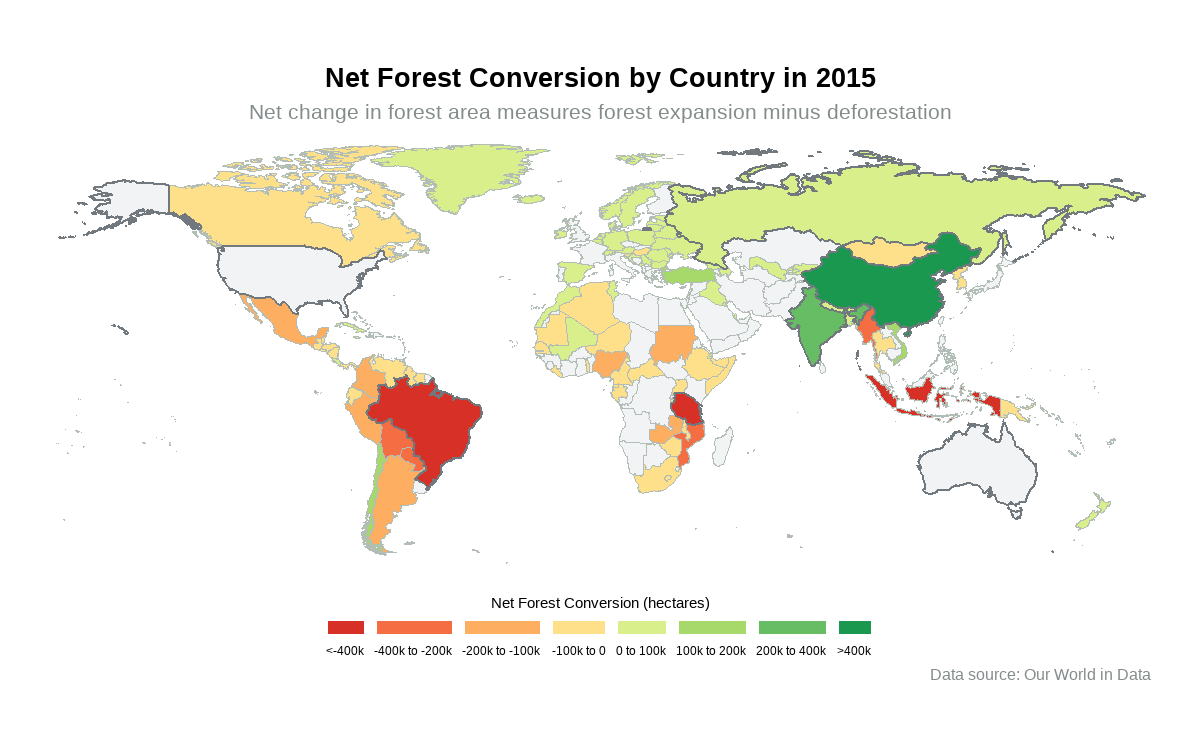 Net Forest Conversion by Country in 2015
Net change in forest area measures forest expansion minus deforestation
Net Forest Conversion (hectares)
<-400k -400k to -200k -200k to -100k -100k to 0 0 to 100k 100k to 200k 200k to 400k >400k
Data source: Our World in Data